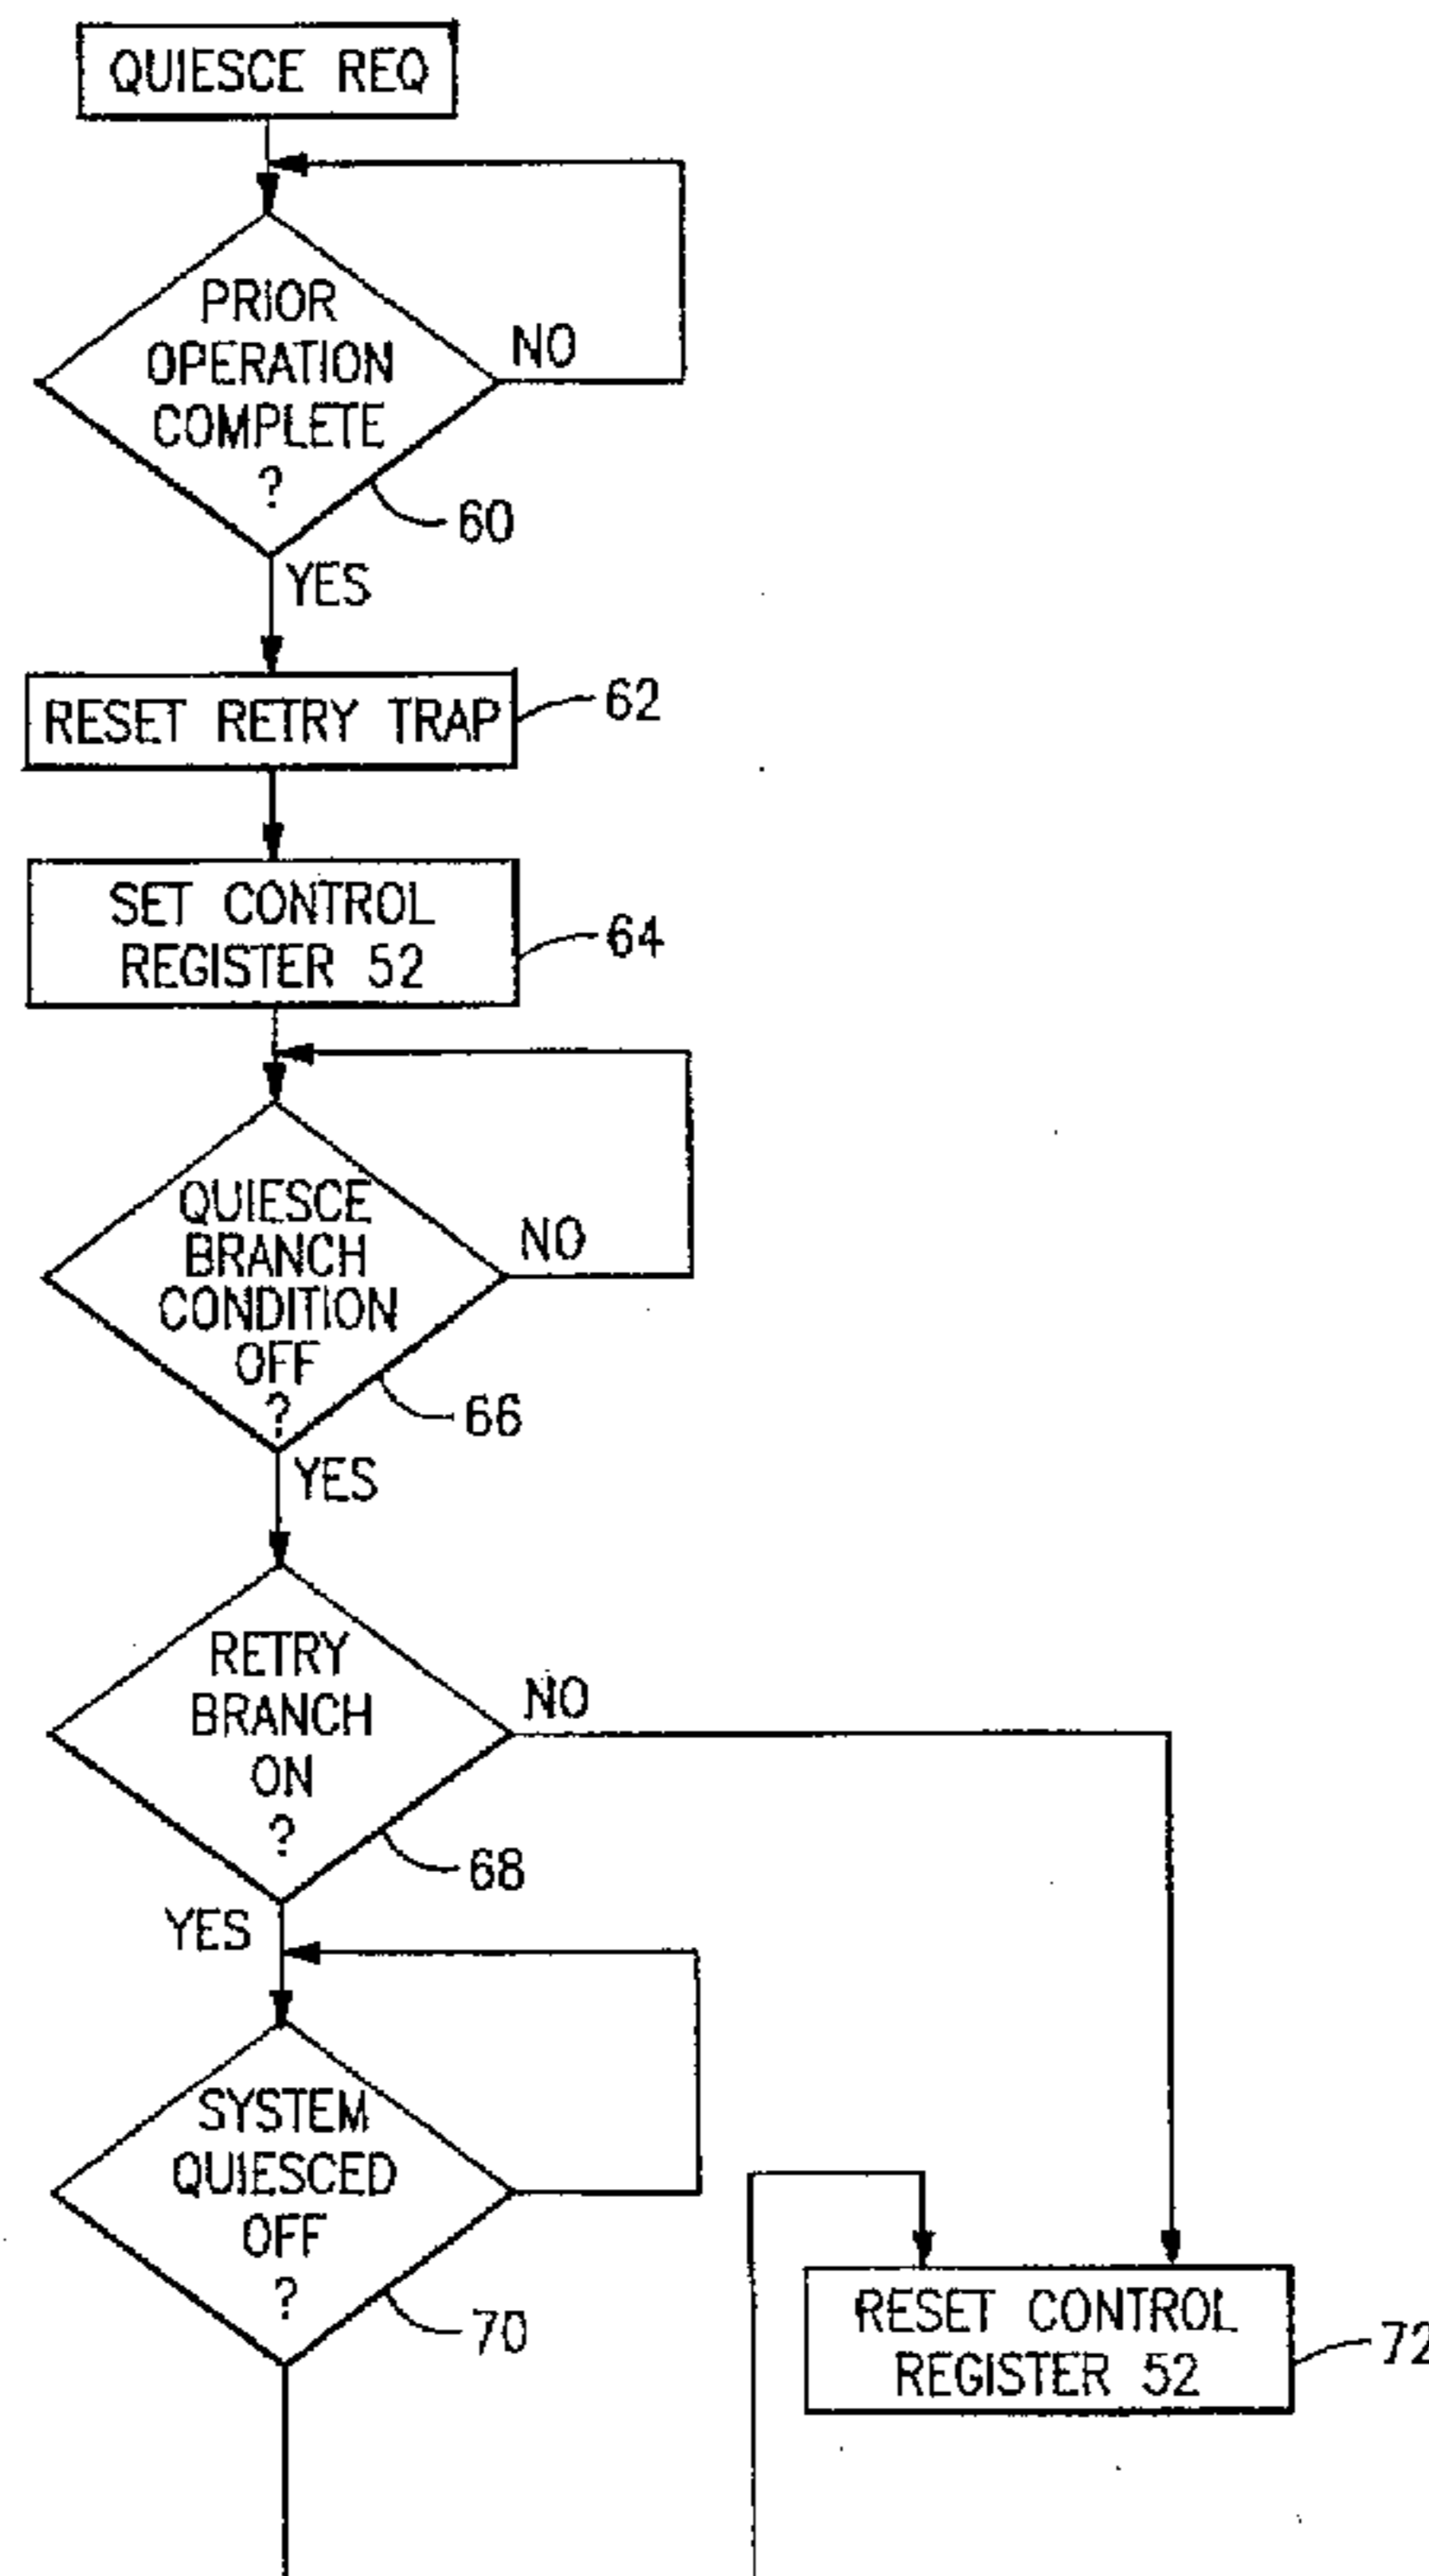 QUIESCE REQ
PRIOR
OPERATION
COMPLETE
?
NO
60
YES
RESET RETRY TRAP
62
SET CONTROL
REGISTER 52
64
QUIESCE
BRANCH
CONDITION
OFF
?
NO
66
YES
RETRY
BRANCH
ON
?
NO
68
YES
SYSTEM
QUIESCED
OFF
?
70
RESET CONTROL
REGISTER 52
72